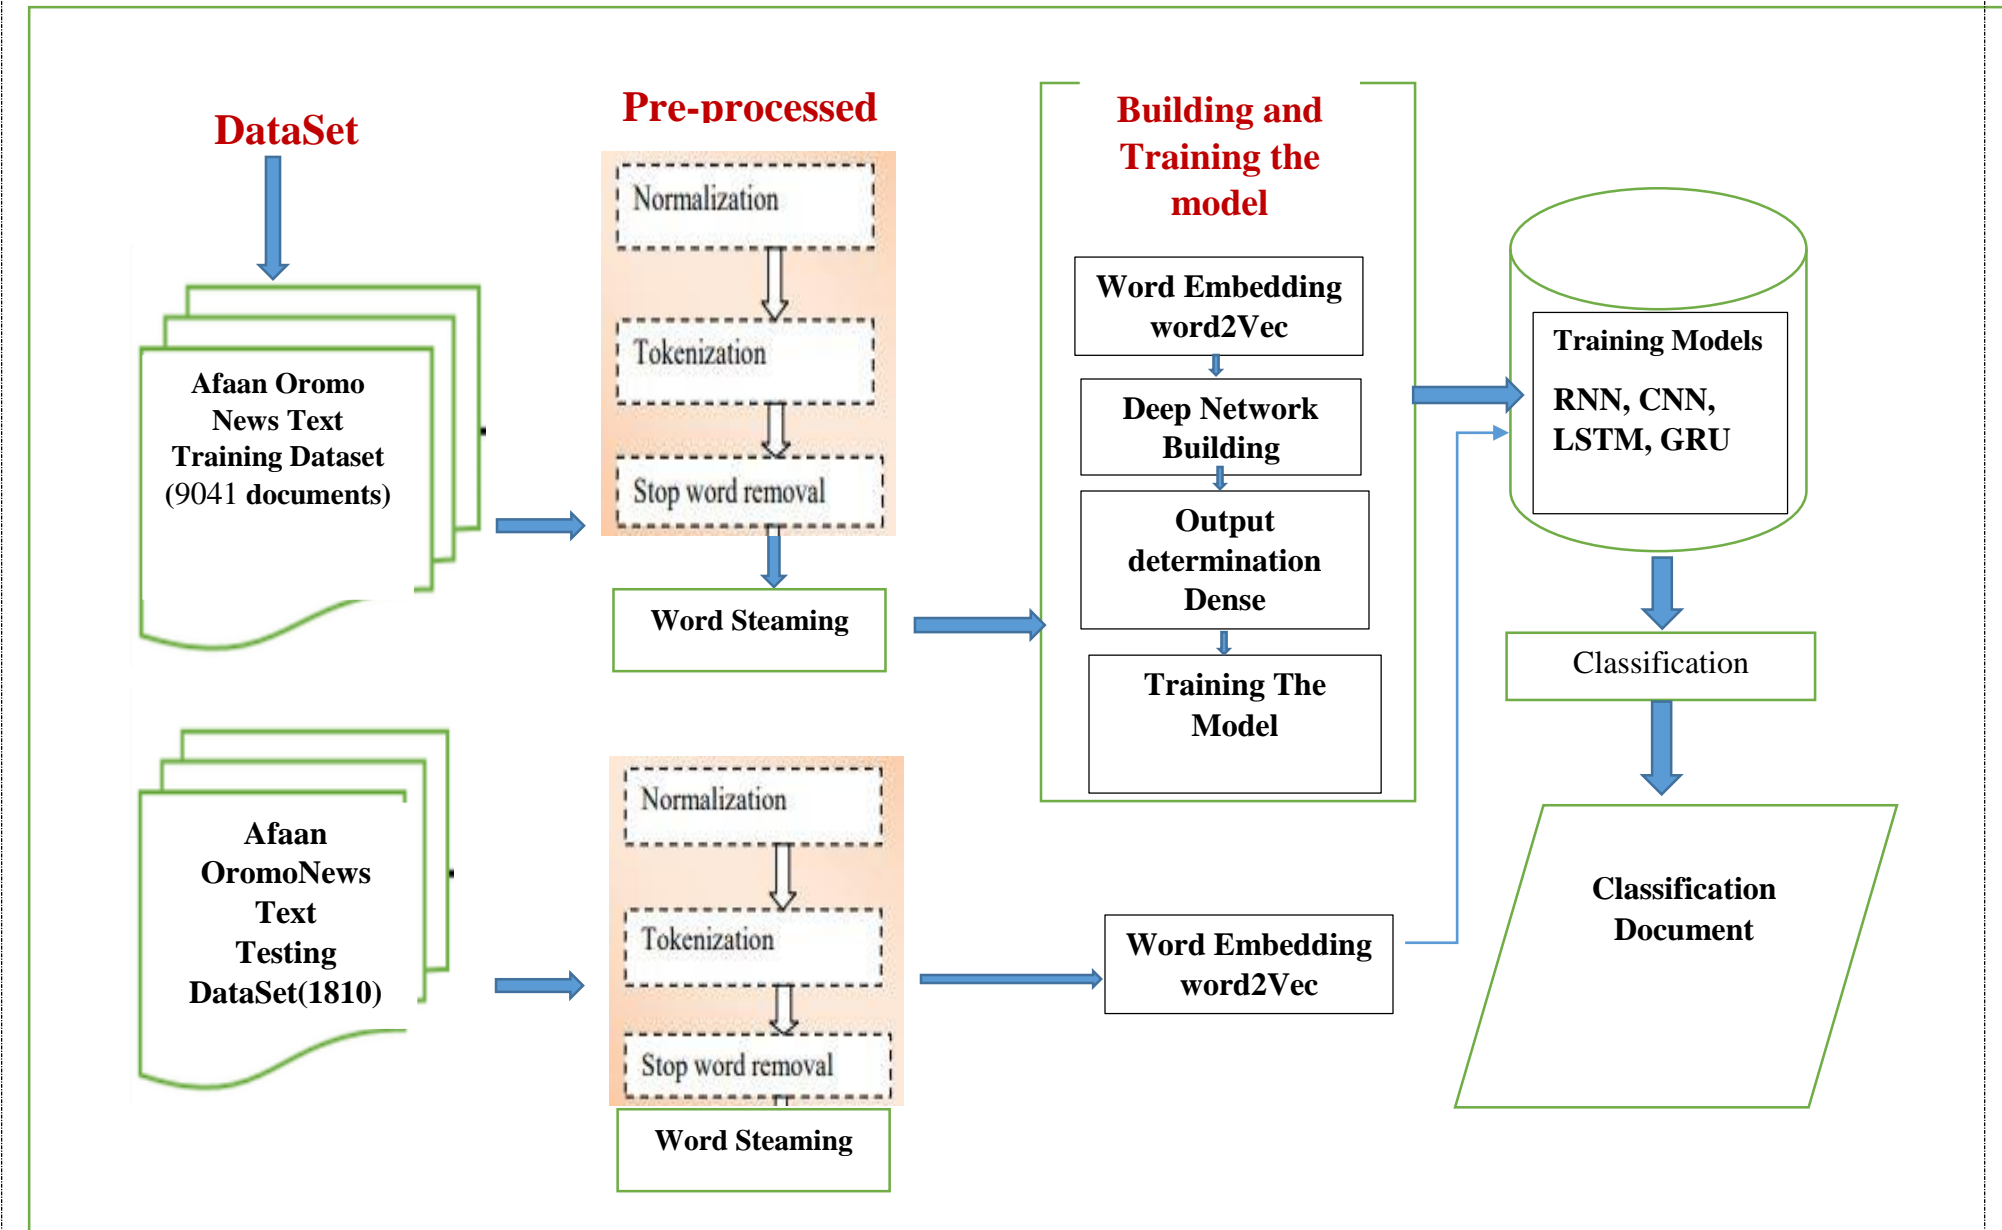 DataSet
Afaan Oromo
News Text
Training Dataset
(9041 documents)
Afaan
OromoNews
Text
Testing
DataSet(1810)
Pre-processed
Normalization
Tokenization
Stop word removal
Word Steaming
Normalization
Tokenization
Stop word removal
Word Steaming
Building and
Training the
model
Word Embedding
word2Vec
Deep Network
Building
Output
determination
Dense
Training The
Model
Word Embedding
word2Vec
Training Models
RNN, CNN,
LSTM, GRU
Classification
Classification
Document